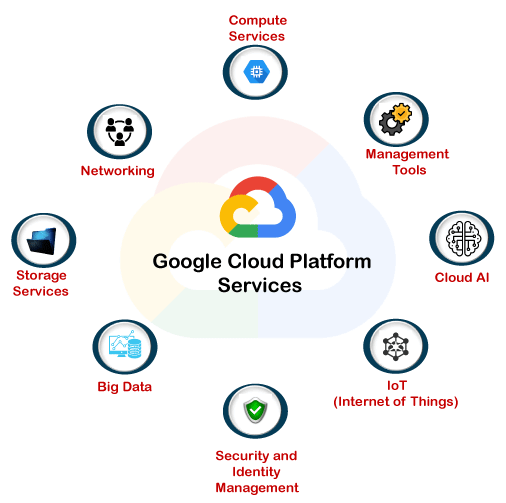 Compute
Services
Management
Tools
Networking
Google Cloud Platform
Services
Storage
Services
Cloud AI
Big Data
IoT
(Internet of Things)
Security and
Identity
Management